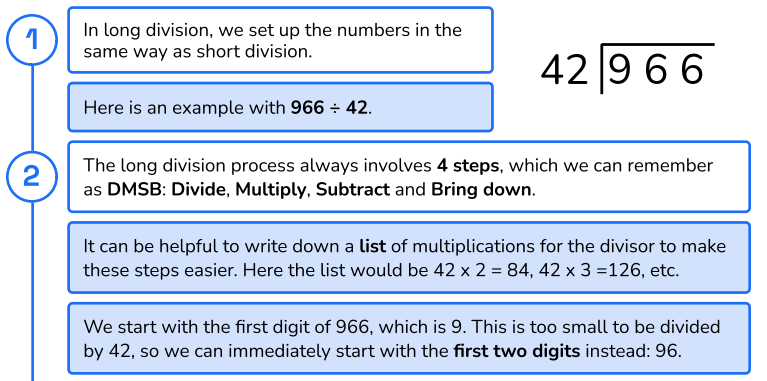 1
In long division, we set up the numbers in the
same way as short division.
42 966
Here is an example with 966 ÷ 42.
2
The long division process always involves 4 steps, which we can remember
as DMSB: Divide, Multiply, Subtract and Bring down.
It can be helpful to write down a list of multiplications for the divisor to make
these steps easier. Here the list would be 42 x 2 = 84, 42 x 3 =126, etc.
We start with the first digit of 966, which is 9. This is too small to be divided
by 42, so we can immediately start with the first two digits instead: 96.